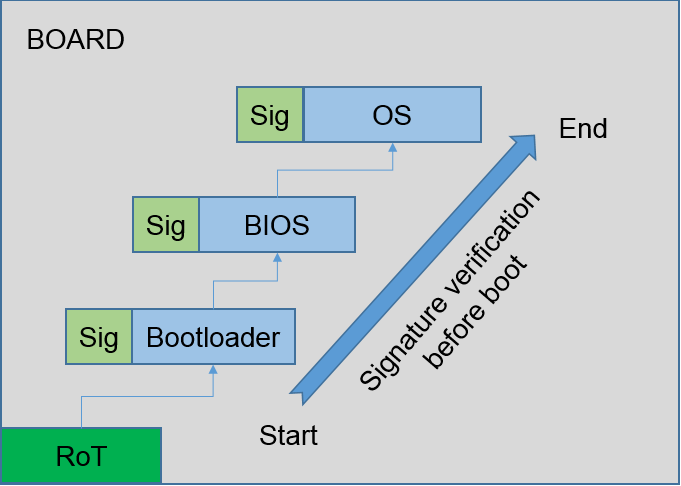 BOARD
Sig OS
End
Sig BIOS
Signature verification
before boot
Sig Bootloader
Start
RoT